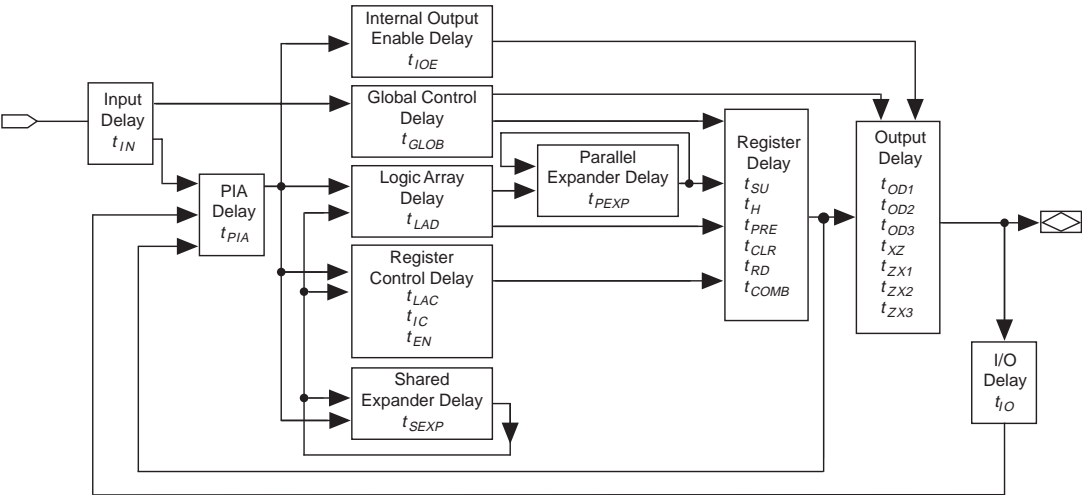 Internal Output
Enable Delay
tIOE
Input
Delay
tIN
Global Control
Delay
tGLOB
PIA
Delay
tPIA
Logic Array
Delay
tLAD
Parallel
Expander Delay
tPEXP
Register
Control Delay
tLAC
tIC
tEN
Shared
Expander Delay
tSEXP
Register
Delay
tSU
tH
tPRE
tCLR
tRD
tCOMB
Output
Delay
tOD1
tOD2
tOD3
tXZ
tZX1
tZX2
tZX3
I/O
Delay
tIO